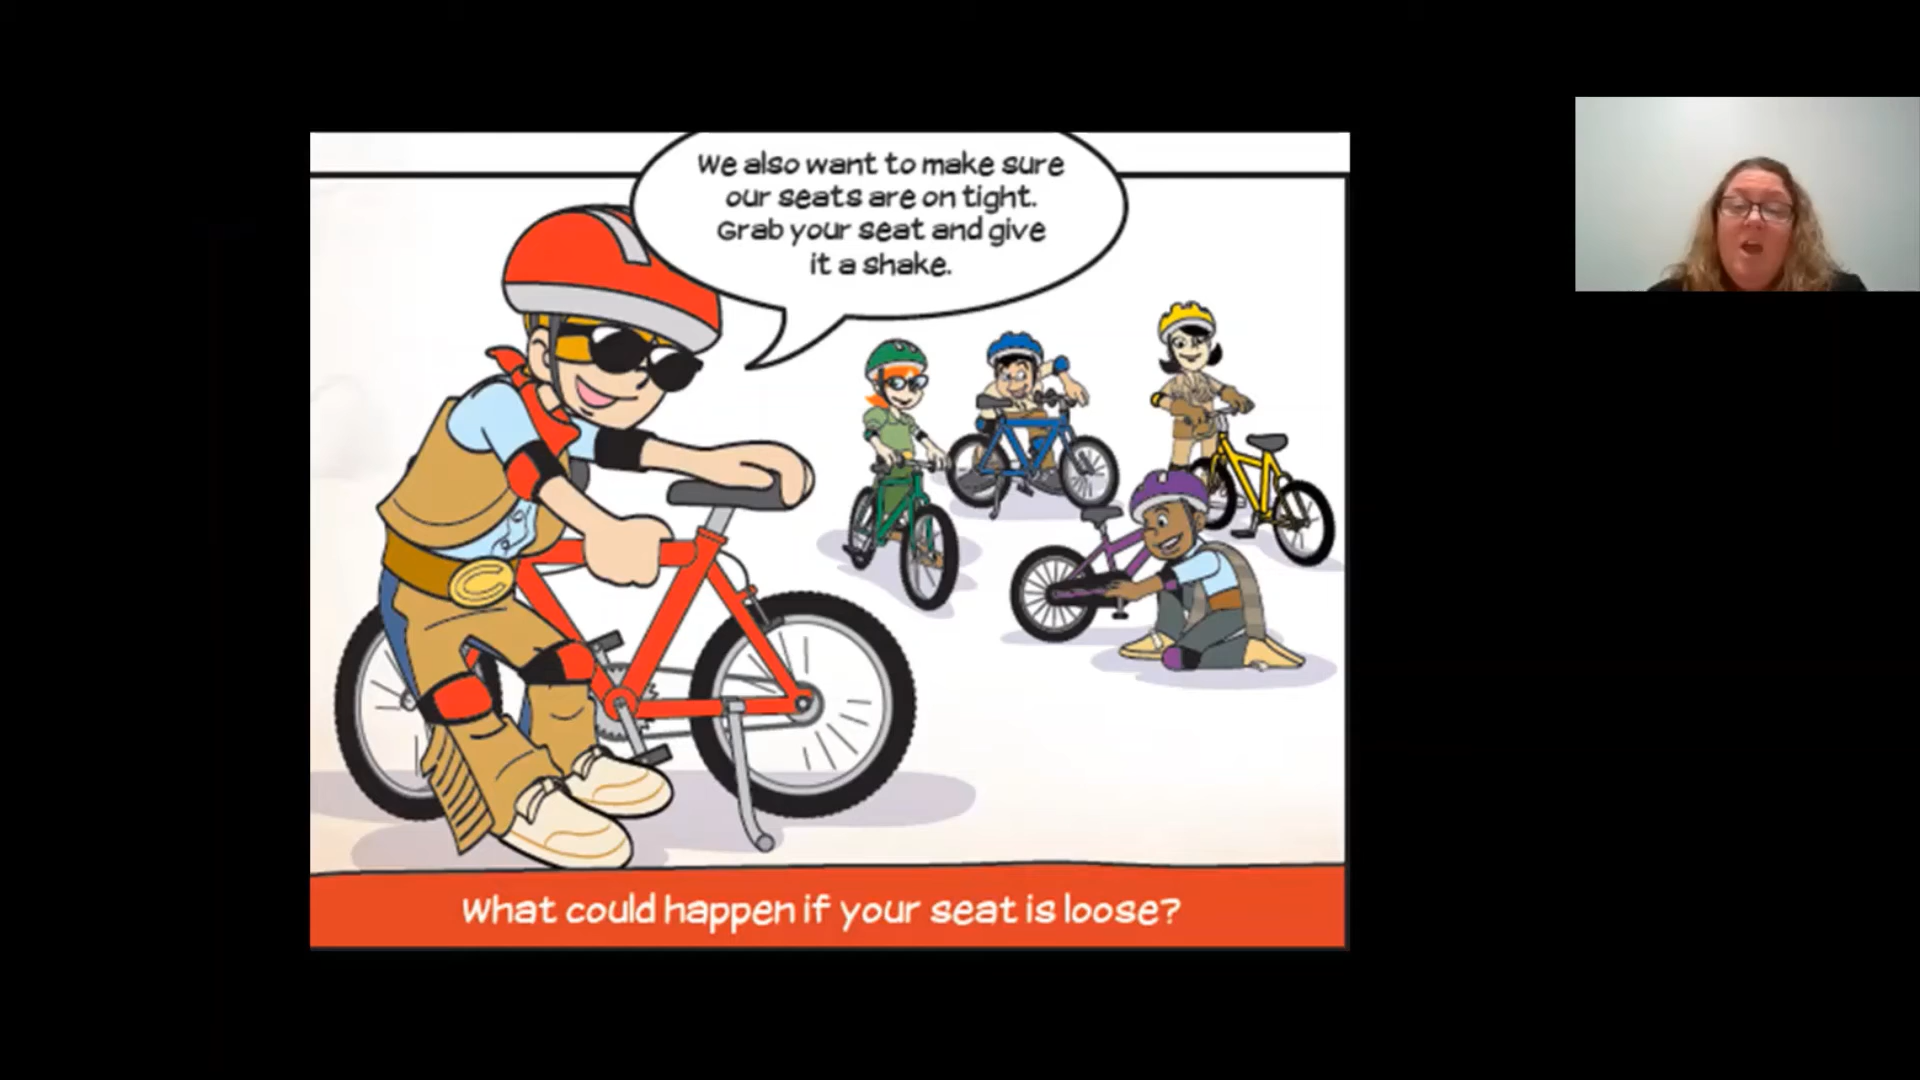 We also want to make sure
our seats are on tight.
Grab your seat and give
it a shake.
C
What could happen if your seat is loose?